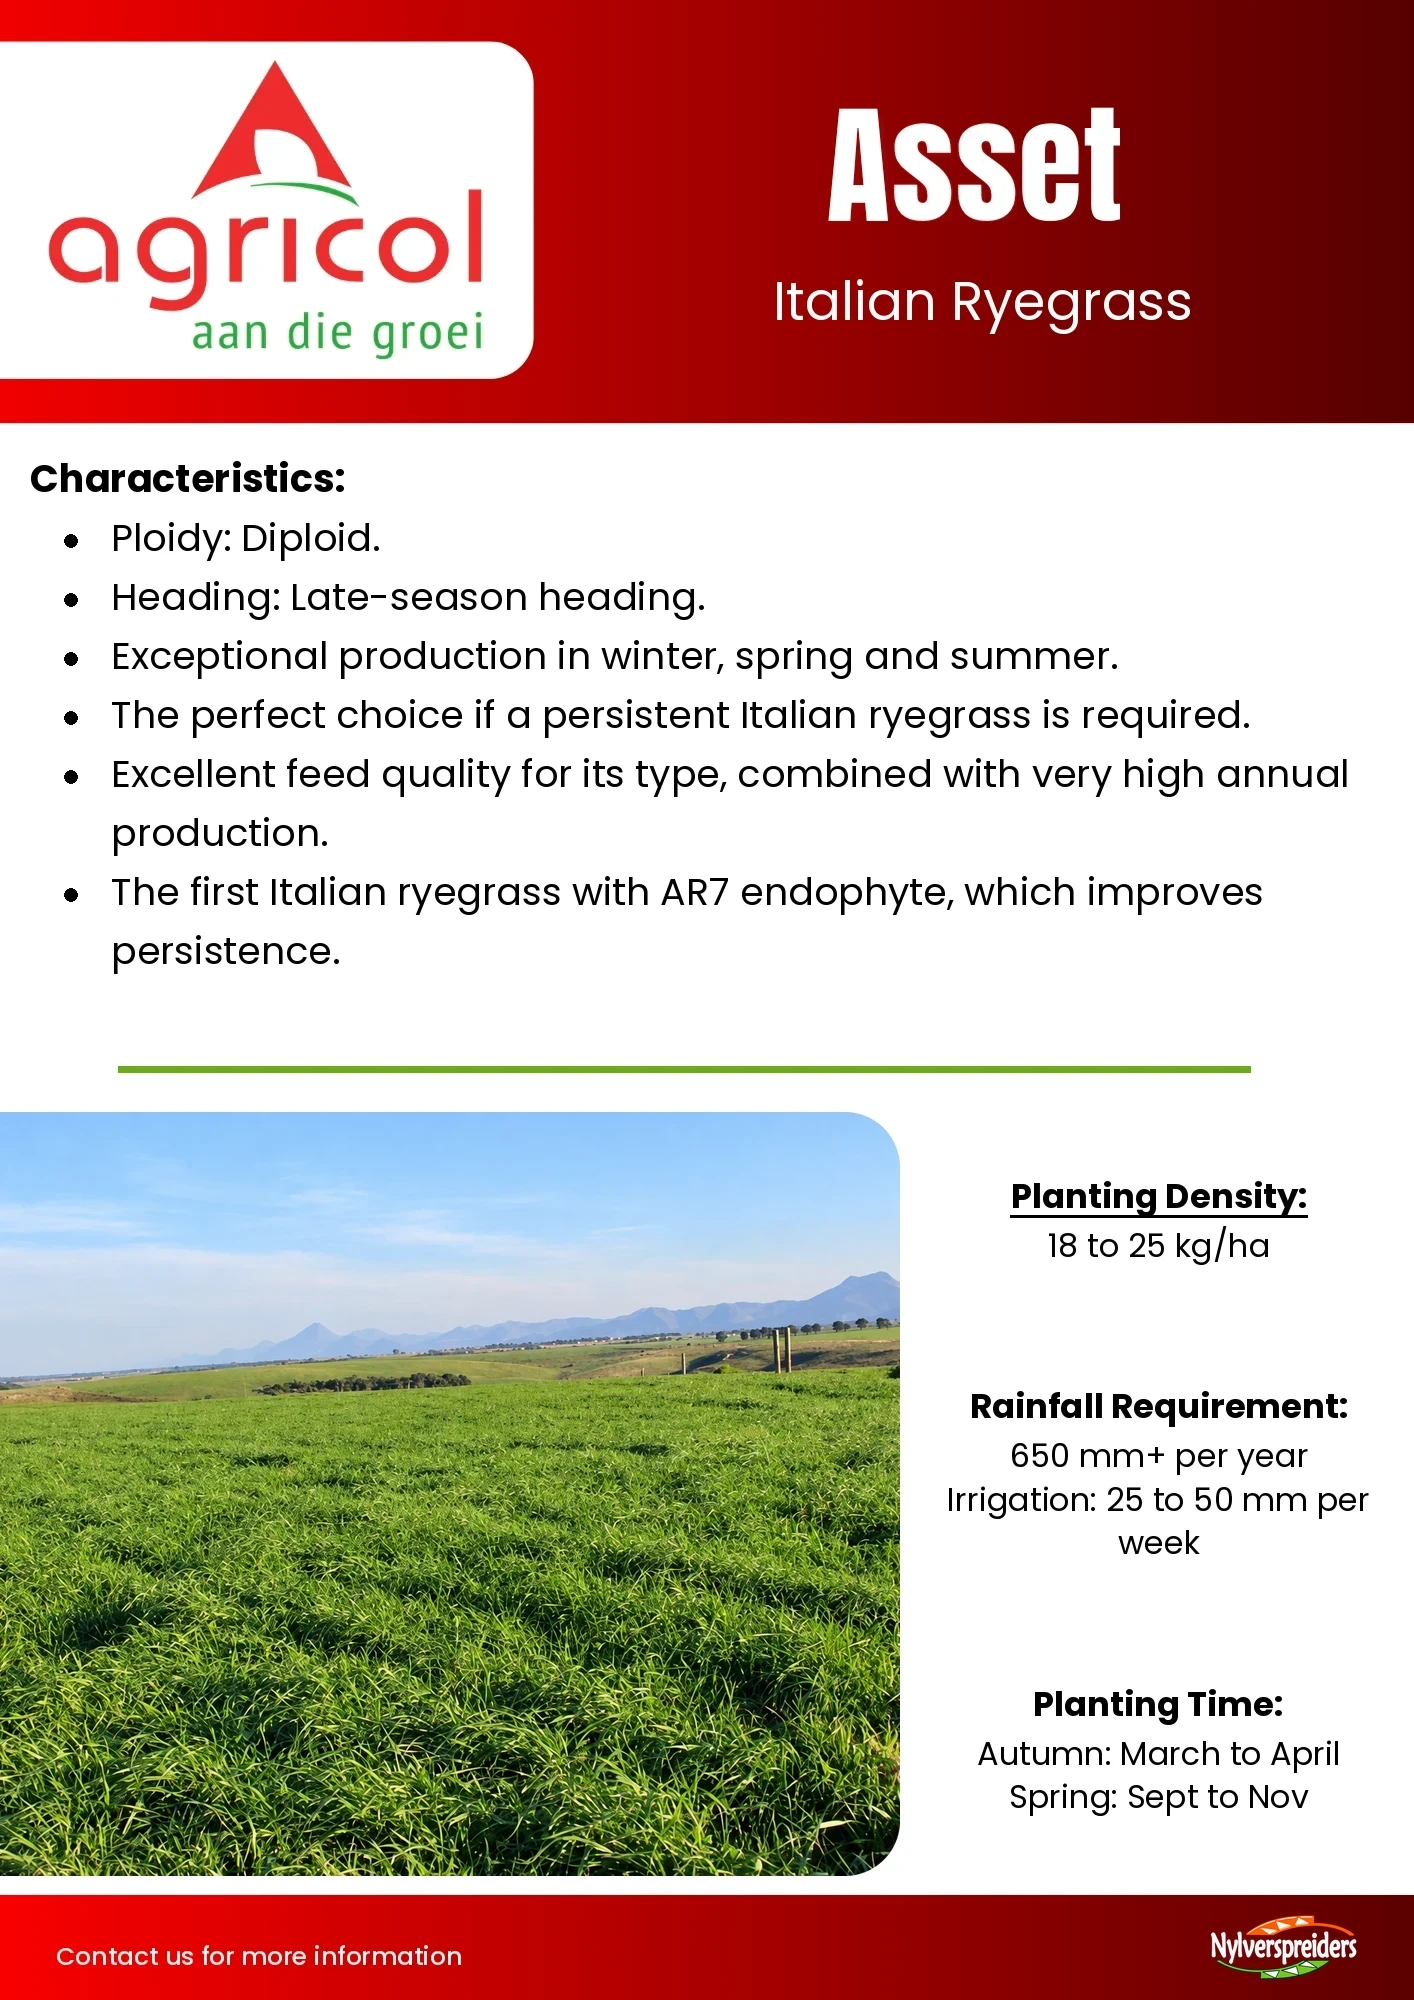 agricol
aan die groei
Asset
Italian Ryegrass
Characteristics:
• Ploidy: Diploid.
• Heading: Late-season heading.
• Exceptional production in winter, spring and summer.
• The perfect choice if a persistent Italian ryegrass is required.
• Excellent feed quality for its type, combined with very high annual
production.
• The first Italian ryegrass with AR7 endophyte, which improves
persistence.
Planting Density:
18 to 25 kg/ha
Rainfall Requirement:
650 mm+ per year
Irrigation: 25 to 50 mm per
week
Planting Time:
Autumn: March to April
Spring: Sept to Nov
Contact us for more information
Nylverspreiders